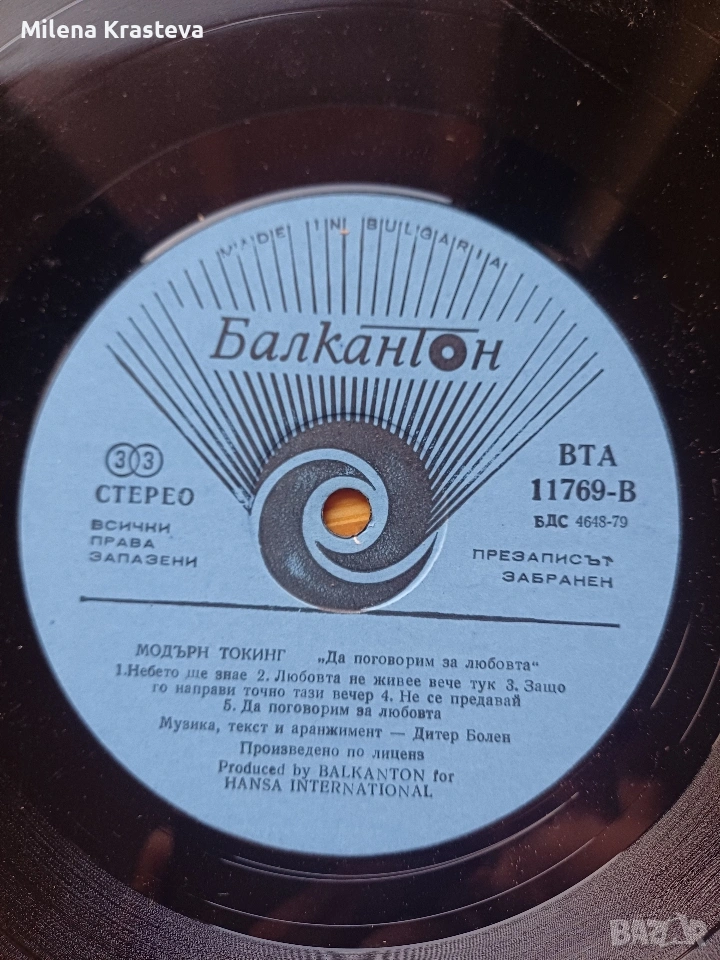 Milena Krasteva
MADE IN BULGARIA
Балкантон
33
СТЕРЕО
ВСИЧКИ
ПРАВА
ЗАПАЗЕНИ
ВТА
11769-В
БДС 4648-79
ПРЕЗАПИСЪТ
ЗАБРАНЕН
МОДЪРН ТОКИНГ „Да поговорим за любовта“
1.Небето ще знае 2. Любовта не живее вече тук 3. Защо
го направи точно тази вечер 4. Не се предавай
5. Да поговорим за любовта
Музика, текст и аранжимент — Дитер Болен
Произведено по лиценз
Produced by BALKANTON for
HANSA INTERNATIONAL
BAZAR